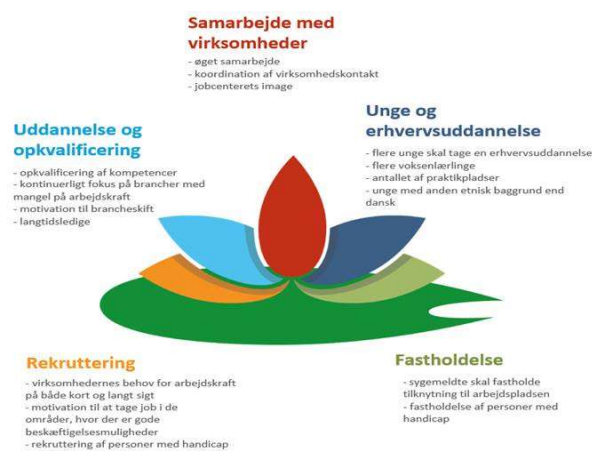 Samarbejde med
virksomheder
- øget samarbejde
- koordination af virksomhedskontakt
- jobcenterets image
Uddannelse og
opkvalificering
- opkvalificering af kompetencer
- kontinuerligt fokus på brancher med
mangel på arbejdskraft
- motivation til brancheskift
- langtidsledige
Unge og
erhvervsuddannelse
- flere unge skal tage en erhvervsuddannelse
- flere voksenlærlinge
- antallet af praktikpladser
- unge med anden etnisk baggrund end
dansk
Rekruttering
- virksomhedernes behov for arbejdskraft
på både kort og langt sigt
- motivation til at tage job i de
områder, hvor der er gode
beskæftigelsesmuligheder
- rekruttering af personer med handicap
Fastholdelse
- sygemeldte skal fastholde
tilknytning til arbejdspladsen
- fastholdelse af personer med
handicap